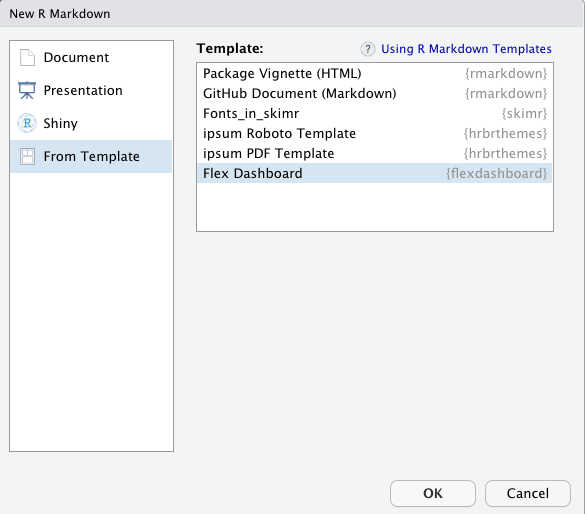 New R Markdown
Document
Presentation
R Shiny
From Template
Template:
? Using R Markdown Templates
Package Vignette (HTML) {rmarkdown}
GitHub Document (Markdown) {rmarkdown}
Fonts_in_skimr {skimr}
ipsum Roboto Template {hrbrthemes}
ipsum PDF Template {hrbrthemes}
Flex Dashboard {flexdashboard}
OK Cancel